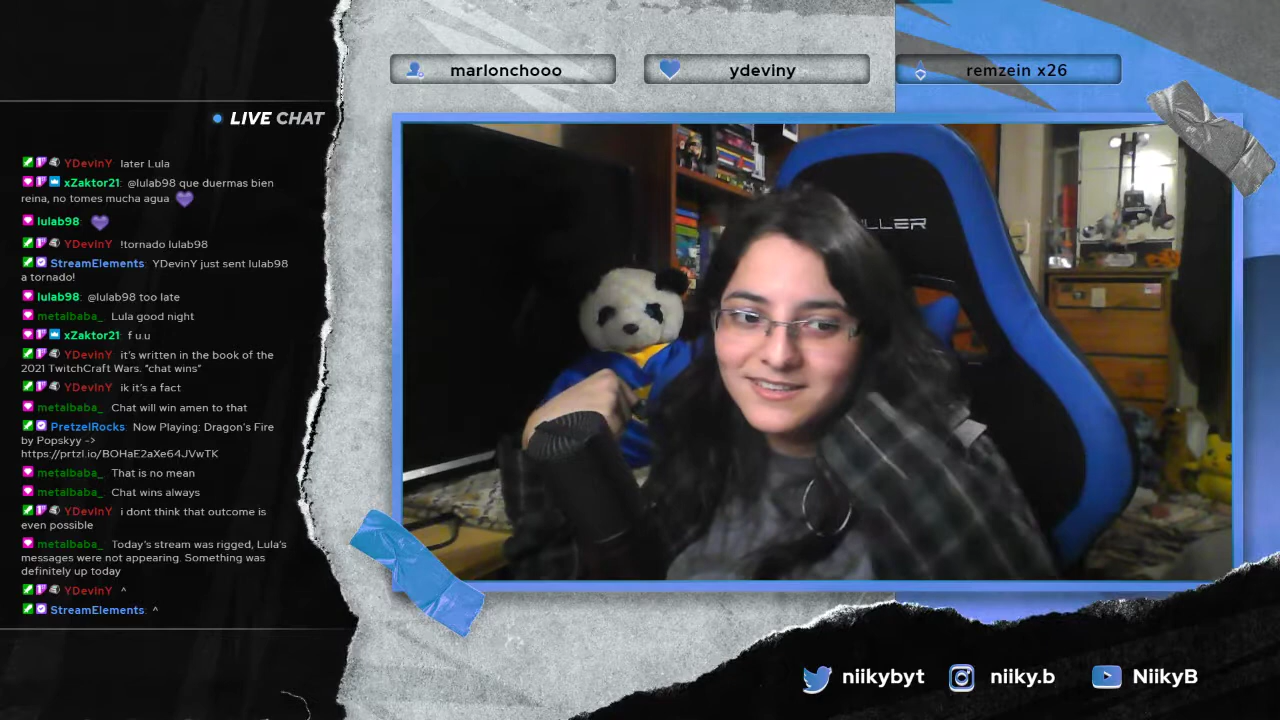 marlonchooo
ydeviny
remzein x26
LIVE CHAT
YDevinY later Lula
xZaktor21: @lulab98 que duermas bien
reina, no tomes mucha agua
lulab98:
YDevinY !tornado lulab98
StreamElements: YDevinY just sent lulab98
a tornado!
lulab98: @lulab98 too late
metalbaba_ Lula good night
xZaktor21: f u.u
YDevinY it's written in the book of the
2021 TwitchCraft Wars. "chat wins"
YDevinY ik it's a fact
metalbaba_ Chat will win amen to that
PretzelRocks: Now Playing: Dragon's Fire
by Popskyy ->
https://prtzl.io/BOHaE2aXe64JVwTK
metalbaba_ That is no mean
metalbaba_ Chat wins always
YDevinY i dont think that outcome is
even possible
metalbaba_ Today's stream was rigged, Lula's
messages were not appearing. Something was
definitely up today
YDevinY ^
StreamElements: ^
niikybyt
niiky.b
NiikyB